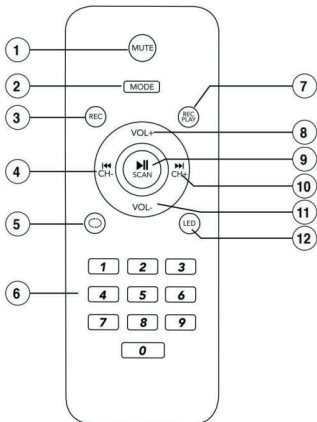 1
MUTE
2
MODE
3
REC
REC
PLAY
7
VOL+
8
4
⏮
CH-
⏯
SCAN
⏭
CH+
9
10
VOL-
11
5
LED
12
6
1 2 3
4 5 6
7 8 9
0